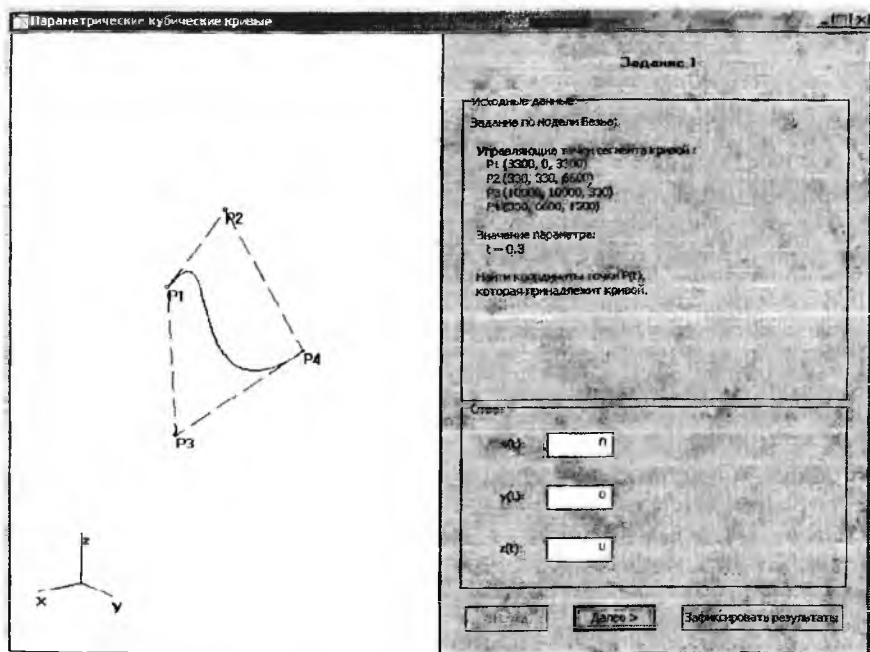 Параметрические кубические кривые
P2
P1
P4
P3
z
x
y
Задание 1
Исходные данные
Задание по модели Безье:
Управляющие точки сегмента кривой :
P1 (3300, 0, 3300)
P2 (330, 330, 6600)
P3 (10000, 10000, 330)
Значение параметра:
t = 0.3
Найти координаты точки P(t),
которая принадлежит кривой.
Ответ
x(t): 0
y(t): 0
z(t): 0
Далее >
Зафиксировать результаты